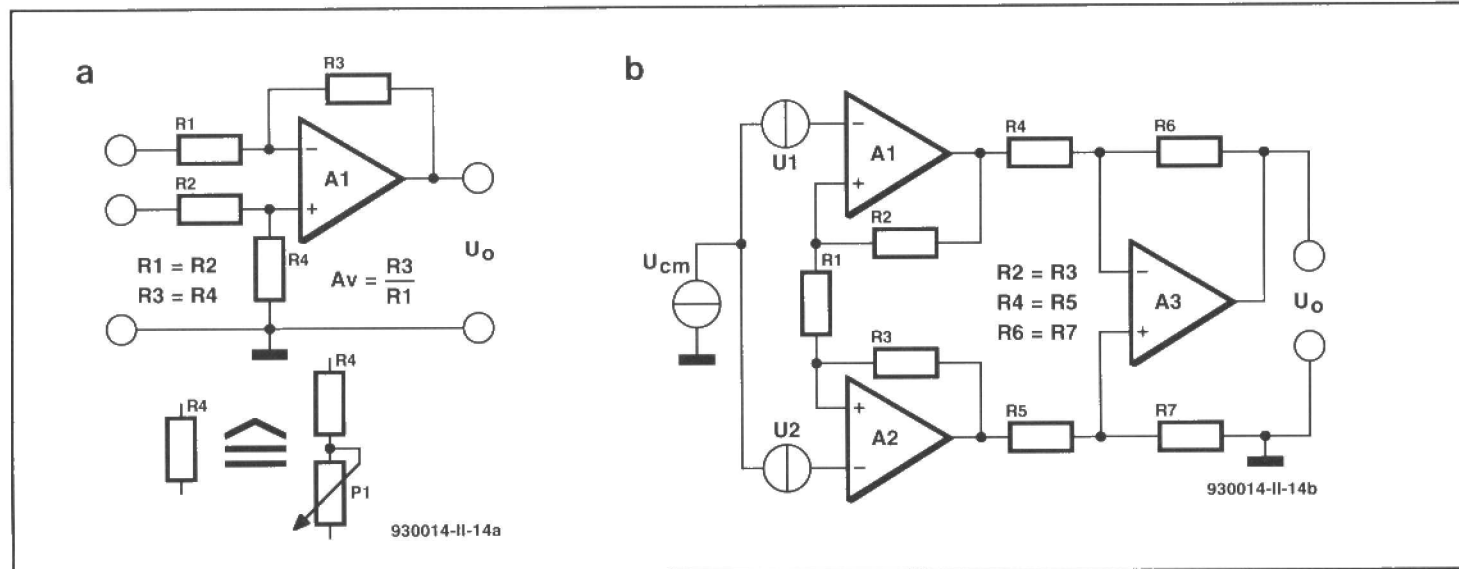 a
R3
R1
−
A1
R2
+
R4
Uo
R1 = R2
R3 = R4
Av = R3
R1
R4
R4
P1
930014-II-14a
b
U1
−
A1
+
R4
R6
R2
Ucm
R1
R2 = R3
R4 = R5
R6 = R7
−
A3
+
Uo
R3
+
A2
−
U2
R5
R7
930014-II-14b